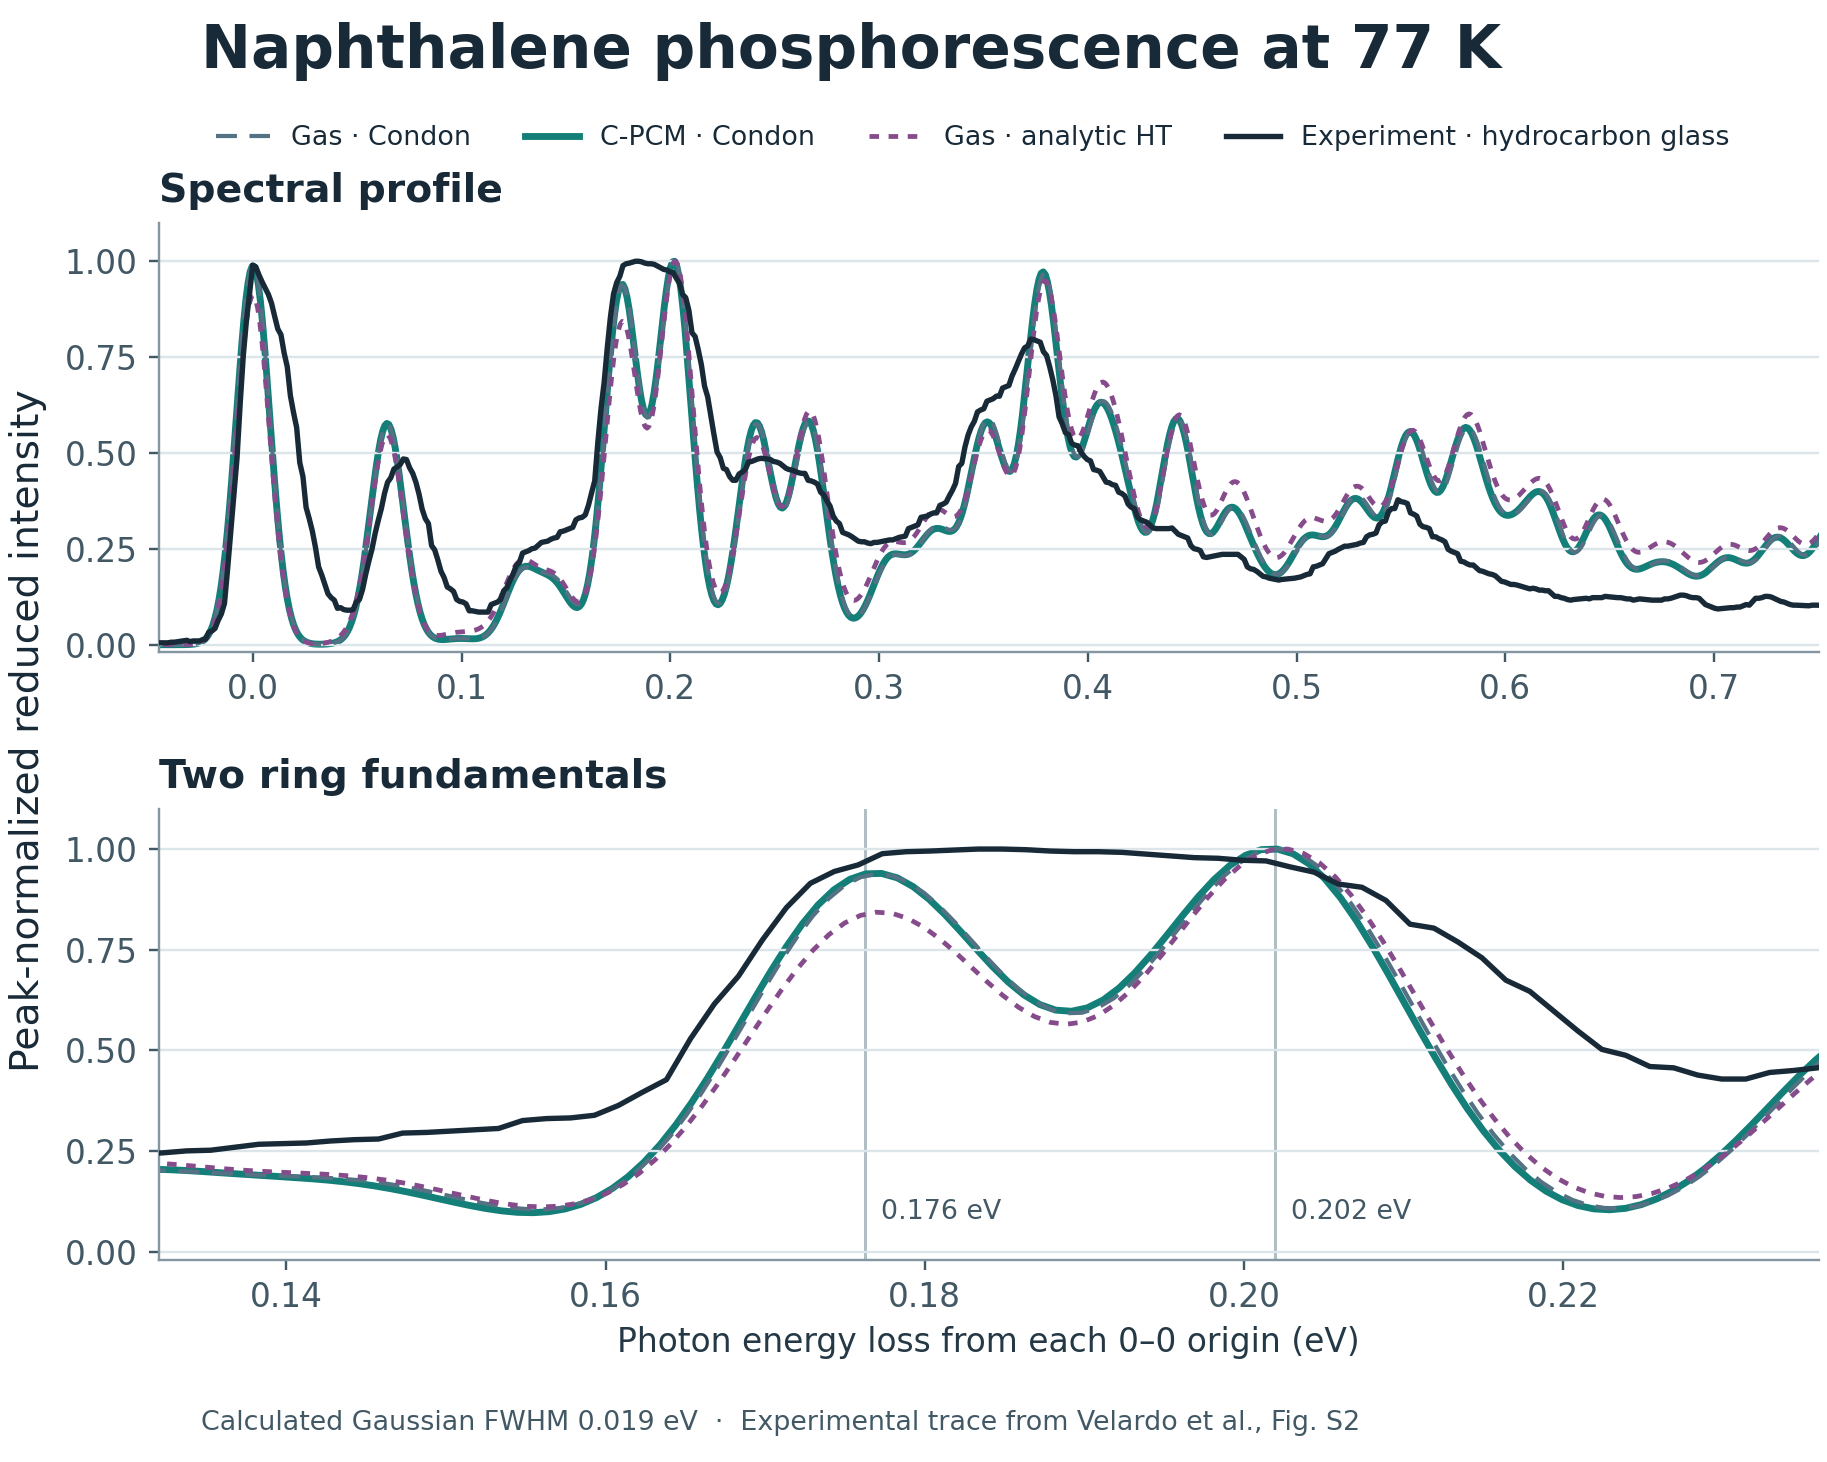 Naphthalene phosphorescence at 77 K
Gas · Condon
C-PCM · Condon
Gas · analytic HT
Experiment · hydrocarbon glass
Spectral profile
1.00
0.75
0.50
0.25
0.00
0.0 0.1 0.2 0.3 0.4 0.5 0.6 0.7
Peak-normalized reduced intensity
Two ring fundamentals
1.00
0.75
0.50
0.25
0.00
0.176 eV
0.202 eV
0.14 0.16 0.18 0.20 0.22
Photon energy loss from each 0–0 origin (eV)
Calculated Gaussian FWHM 0.019 eV · Experimental trace from Velardo et al., Fig. S2